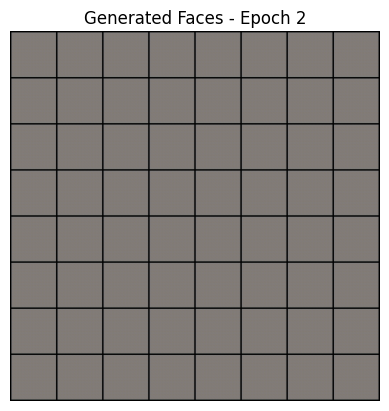 Generated Faces - Epoch 2